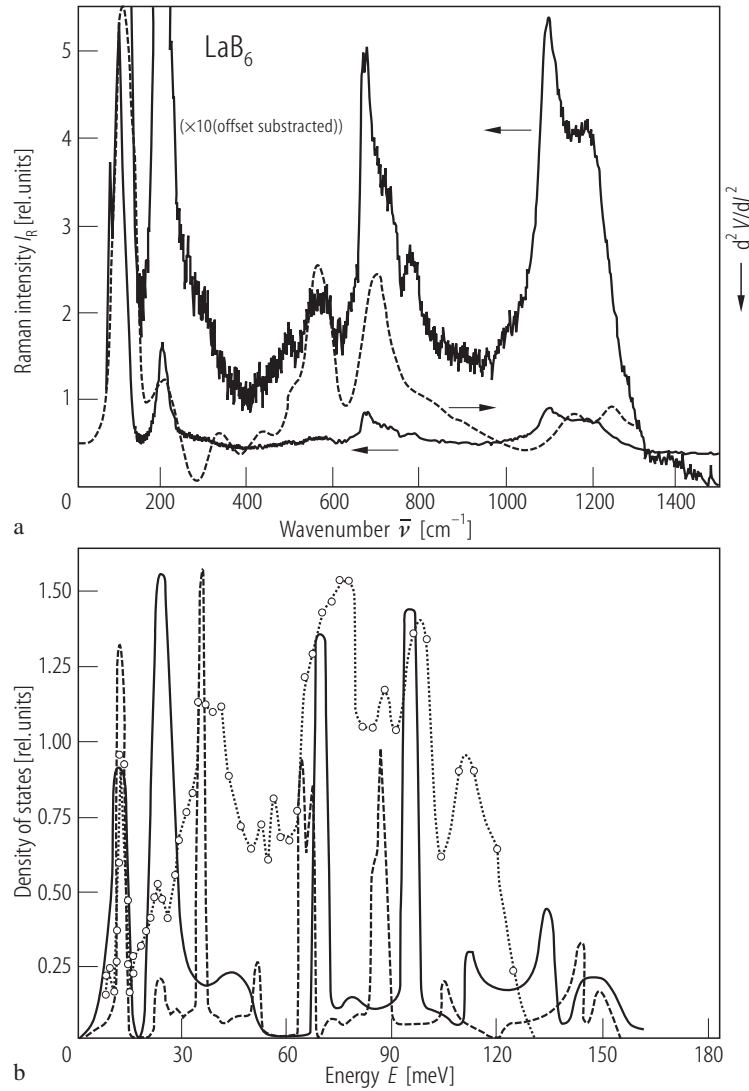 LaB6
(×10(offset substracted))
Raman intensity IR [rel. units]
5
4
3
2
1
d²V/dI²
0
200
400
600
800
1000
1200
1400
Wavenumber ν̅ [cm⁻¹]
a
Density of states [rel. units]
1.50
1.25
1.00
0.75
0.50
0.25
0
30
60
90
120
150
180
Energy E [meV]
b